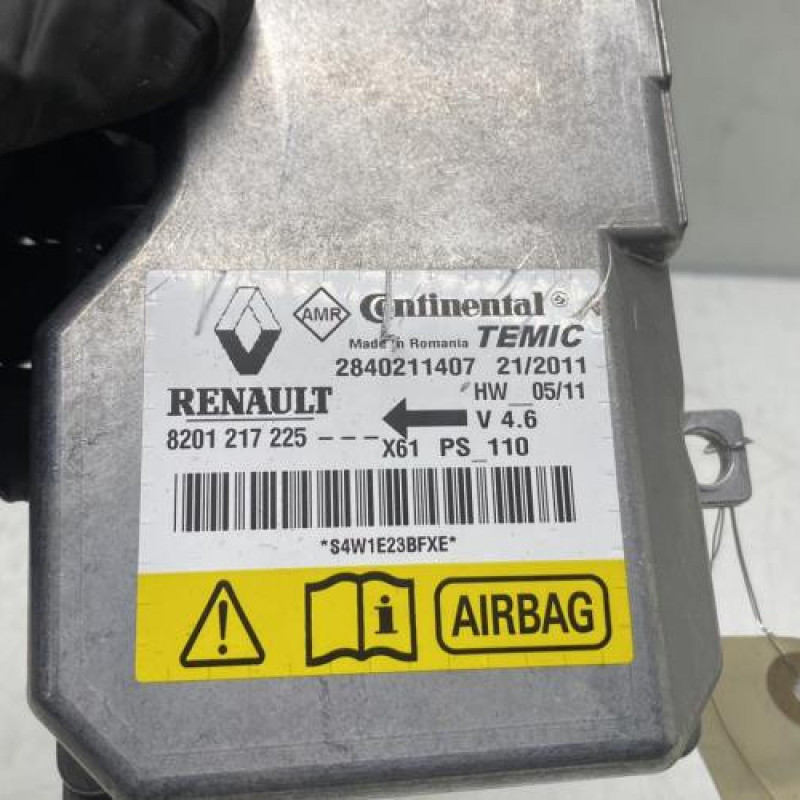 AMR Continental
Made in Romania TEMIC
2840211407 21/2011
HW_05/11
RENAULT
V 4.6
8201 217 225 --- X61 PS_110
*S4W1E23BFXE*
AIRBAG